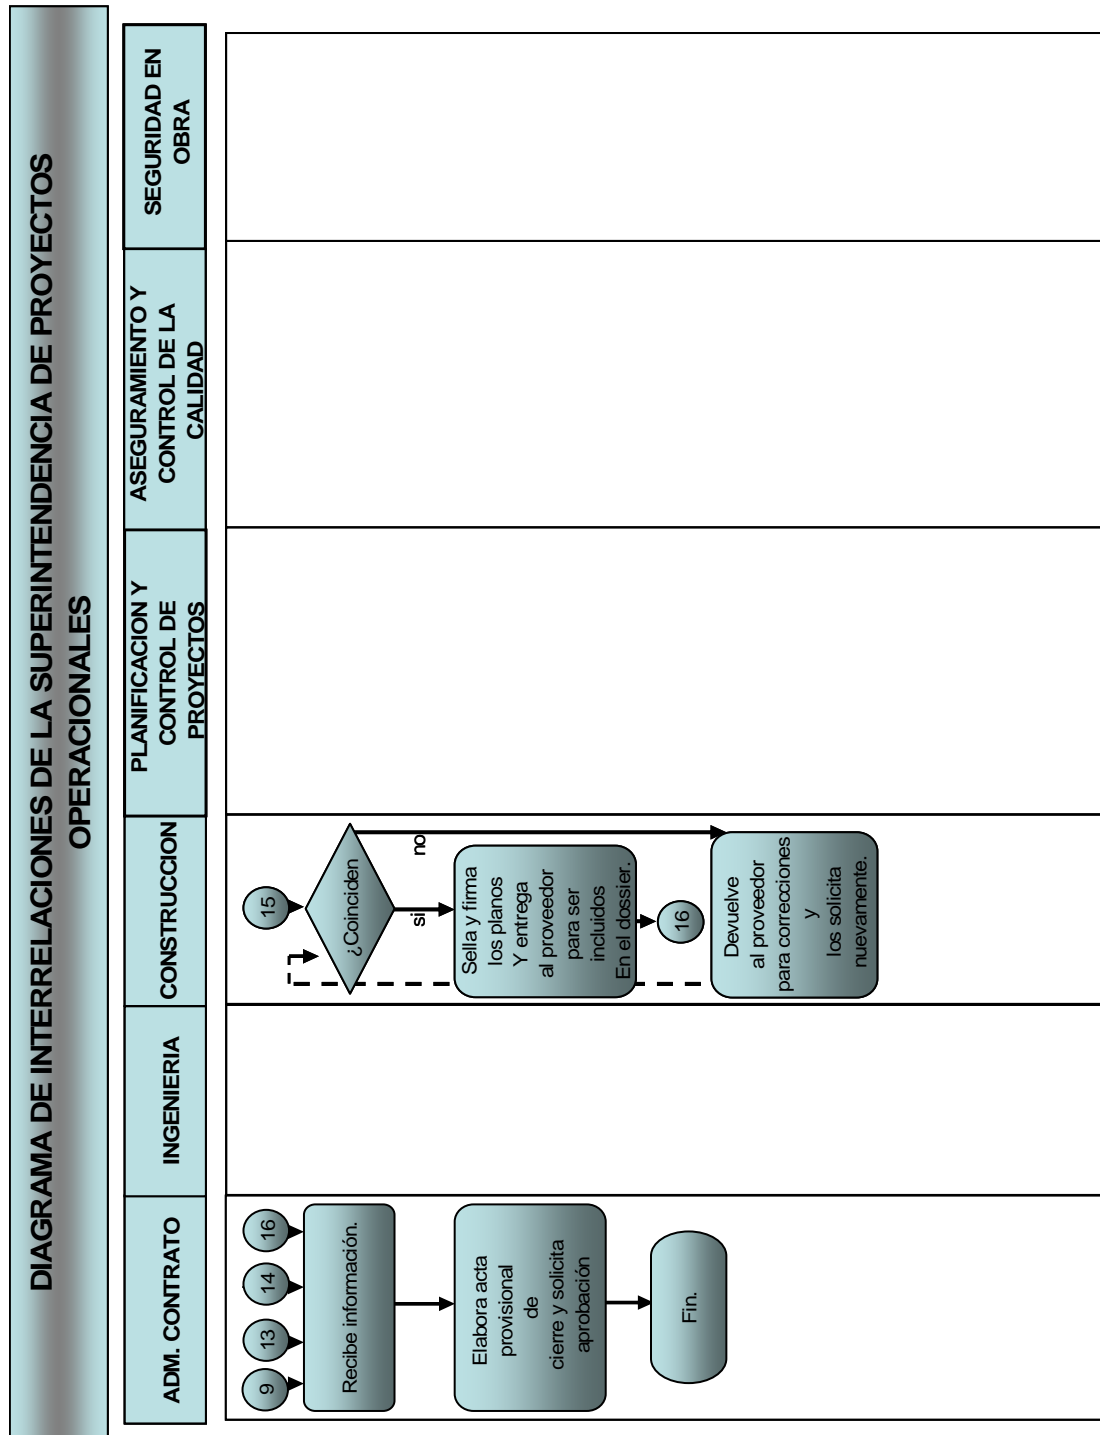 DIAGRAMA DE INTERRELACIONES DE LA SUPERINTENDENCIA DE PROYECTOS
OPERACIONALES
ADM. CONTRATO
INGENIERIA
CONSTRUCCION
PLANIFICACION Y
CONTROL DE
PROYECTOS
ASEGURAMIENTO Y
CONTROL DE LA
CALIDAD
SEGURIDAD EN
OBRA
9
13
14
16
Recibe información.
Elabora acta
provisional
de
cierre y solicita
aprobación
Fin.
15
¿Coinciden
si
no
Sella y firma
los planos
Y entrega
al proveedor
para ser
incluidos
En el dossier.
16
Devuelve
al proveedor
para correcciones
y
los solicita
nuevamente.